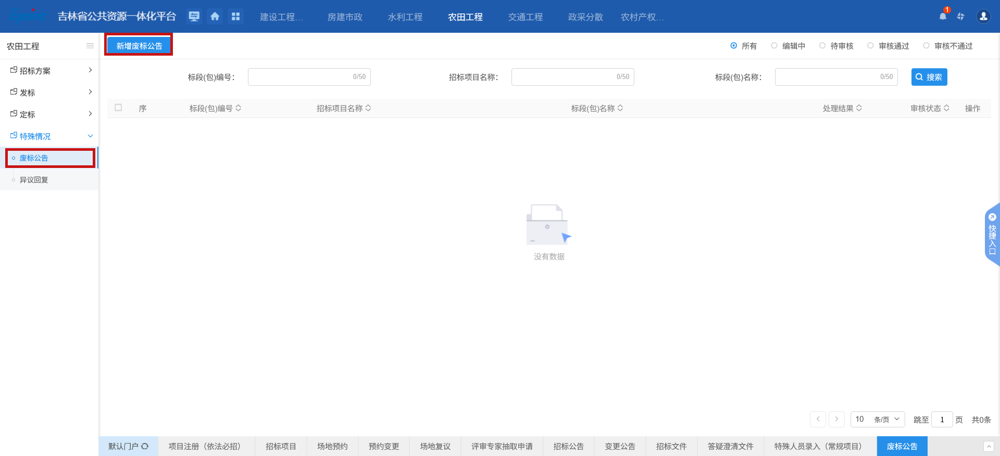 Epoint 吉林省公共资源一体化平台 建设工程... 房建市政 水利工程 农田工程 交通工程 政采分散 农村产权... 1
农田工程
新增废标公告
所有 编辑中 待审核 审核通过 审核不通过
招标方案
发标
定标
特殊情况
废标公告
异议回复
标段(包)编号： 0/50 招标项目名称： 0/50 标段(包)名称： 0/50 搜索
序 标段(包)编号 招标项目名称 标段(包)名称 处理结果 审核状态 操作
没有数据
快捷入口
10 条/页 跳至 1 页 共0条
默认门户 项目注册（依法必招） 招标项目 场地预约 预约变更 场地复议 评审专家抽取申请 招标公告 变更公告 招标文件 答疑澄清文件 特殊人员录入（常规项目） 废标公告